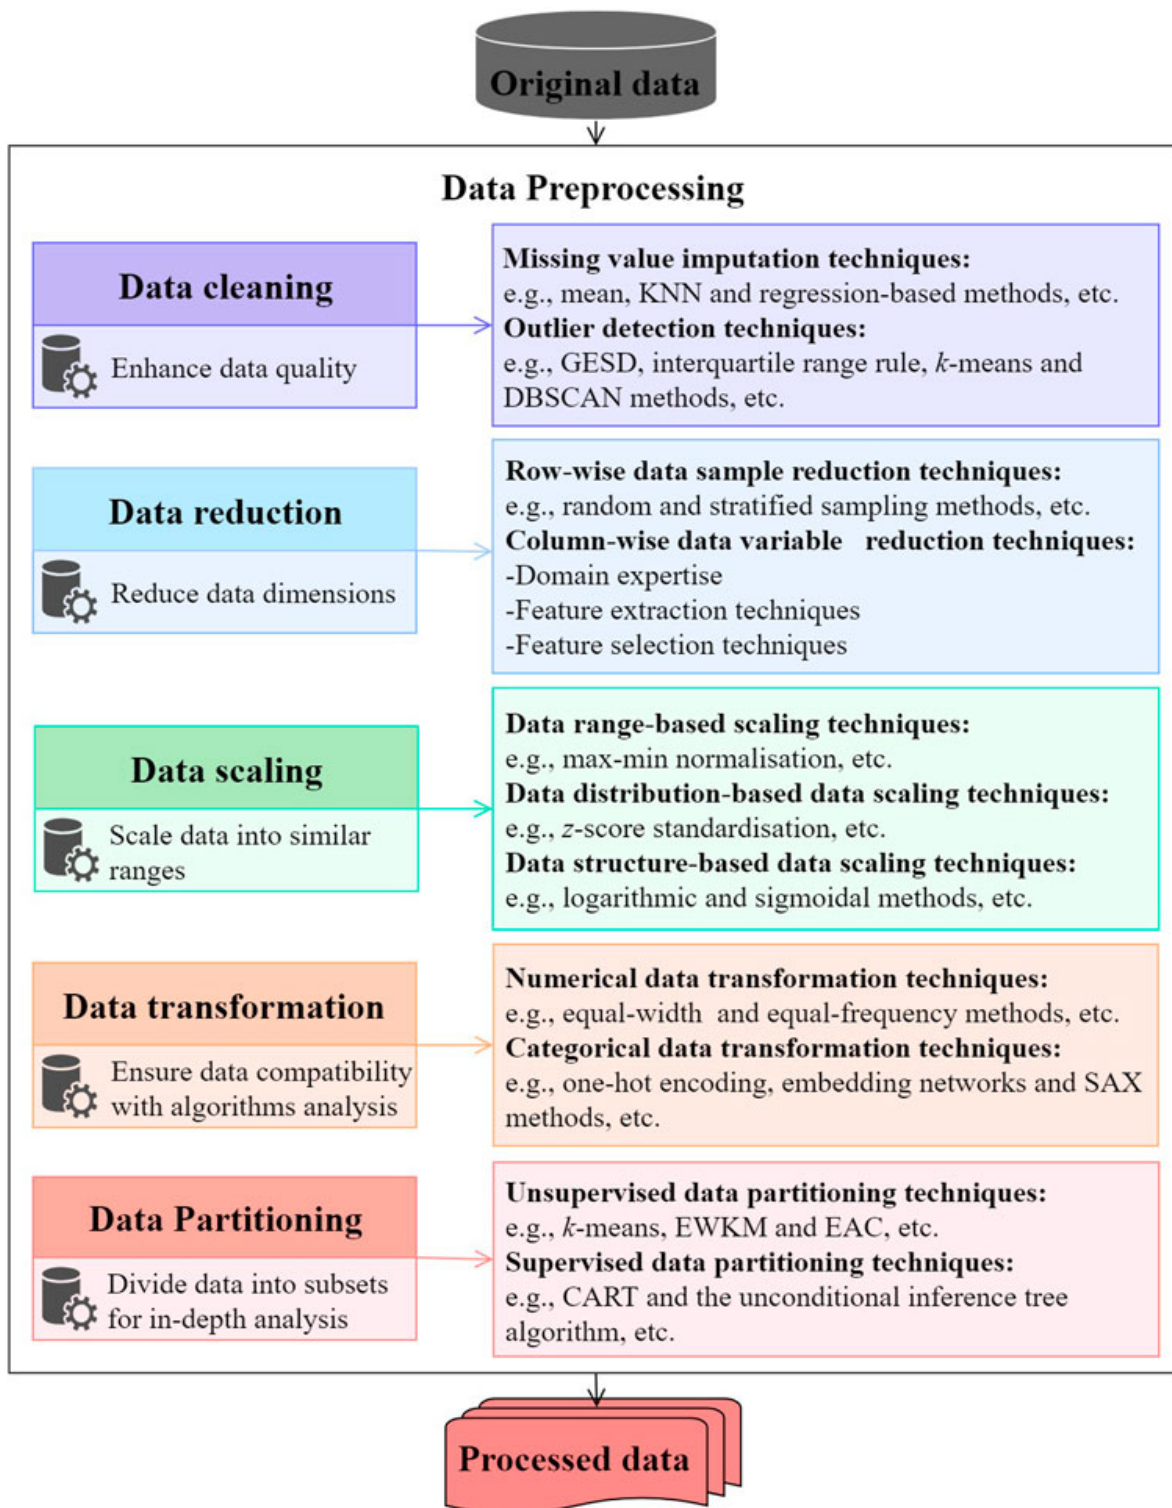 Original data
Data Preprocessing
Data cleaning
Enhance data quality
Missing value imputation techniques:
e.g., mean, KNN and regression-based methods, etc.
Outlier detection techniques:
e.g., GESD, interquartile range rule, k-means and
DBSCAN methods, etc.
Data reduction
Reduce data dimensions
Row-wise data sample reduction techniques:
e.g., random and stratified sampling methods, etc.
Column-wise data variable reduction techniques:
-Domain expertise
-Feature extraction techniques
-Feature selection techniques
Data scaling
Scale data into similar
ranges
Data range-based scaling techniques:
e.g., max-min normalisation, etc.
Data distribution-based data scaling techniques:
e.g., z-score standardisation, etc.
Data structure-based data scaling techniques:
e.g., logarithmic and sigmoidal methods, etc.
Data transformation
Ensure data compatibility
with algorithms analysis
Numerical data transformation techniques:
e.g., equal-width and equal-frequency methods, etc.
Categorical data transformation techniques:
e.g., one-hot encoding, embedding networks and SAX
methods, etc.
Data Partitioning
Divide data into subsets
for in-depth analysis
Unsupervised data partitioning techniques:
e.g., k-means, EWKM and EAC, etc.
Supervised data partitioning techniques:
e.g., CART and the unconditional inference tree
algorithm, etc.
Processed data